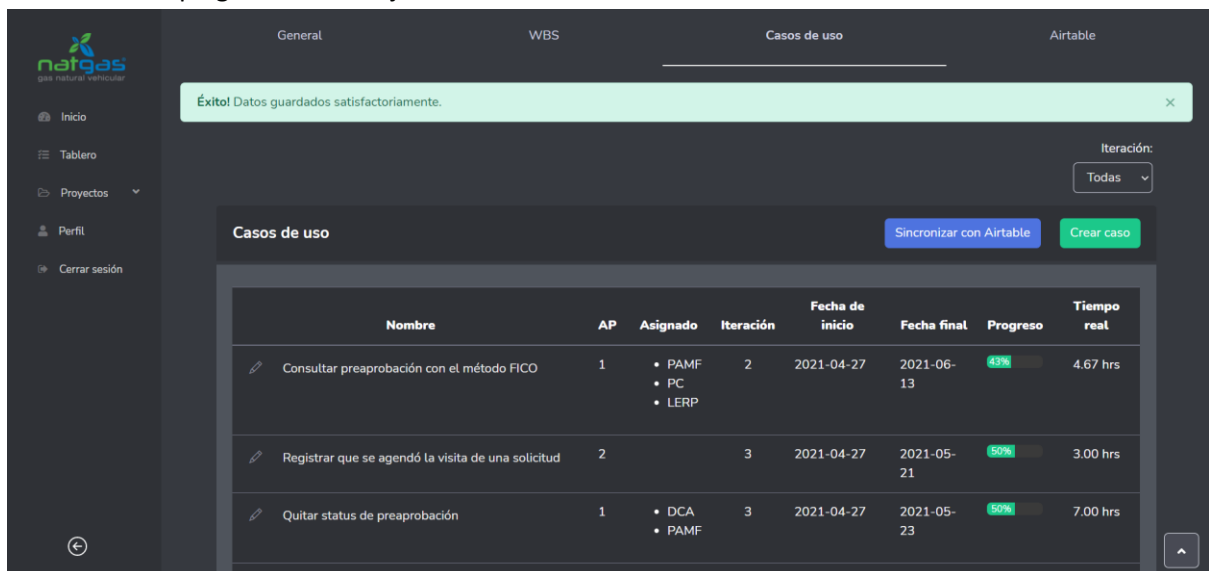 General WBS Casos de uso Airtable
natgas
gas natural vehicular
Éxito! Datos guardados satisfactoriamente. ×
Inicio
Tablero
Proyectos
Perfil
Cerrar sesión
Iteración:
Todas
Casos de uso Sincronizar con Airtable Crear caso
Nombre AP Asignado Iteración Fecha de inicio Fecha final Progreso Tiempo real
Consultar preaprobación con el método FICO 1 • PAMF 2 2021-04-27 2021-06- 43% 4.67 hrs
• PC 13
• LERP
Registrar que se agendó la visita de una solicitud 2 3 2021-04-27 2021-05- 50% 3.00 hrs
21
Quitar status de preaprobación 1 • DCA 3 2021-04-27 2021-05- 50% 7.00 hrs
• PAMF 23